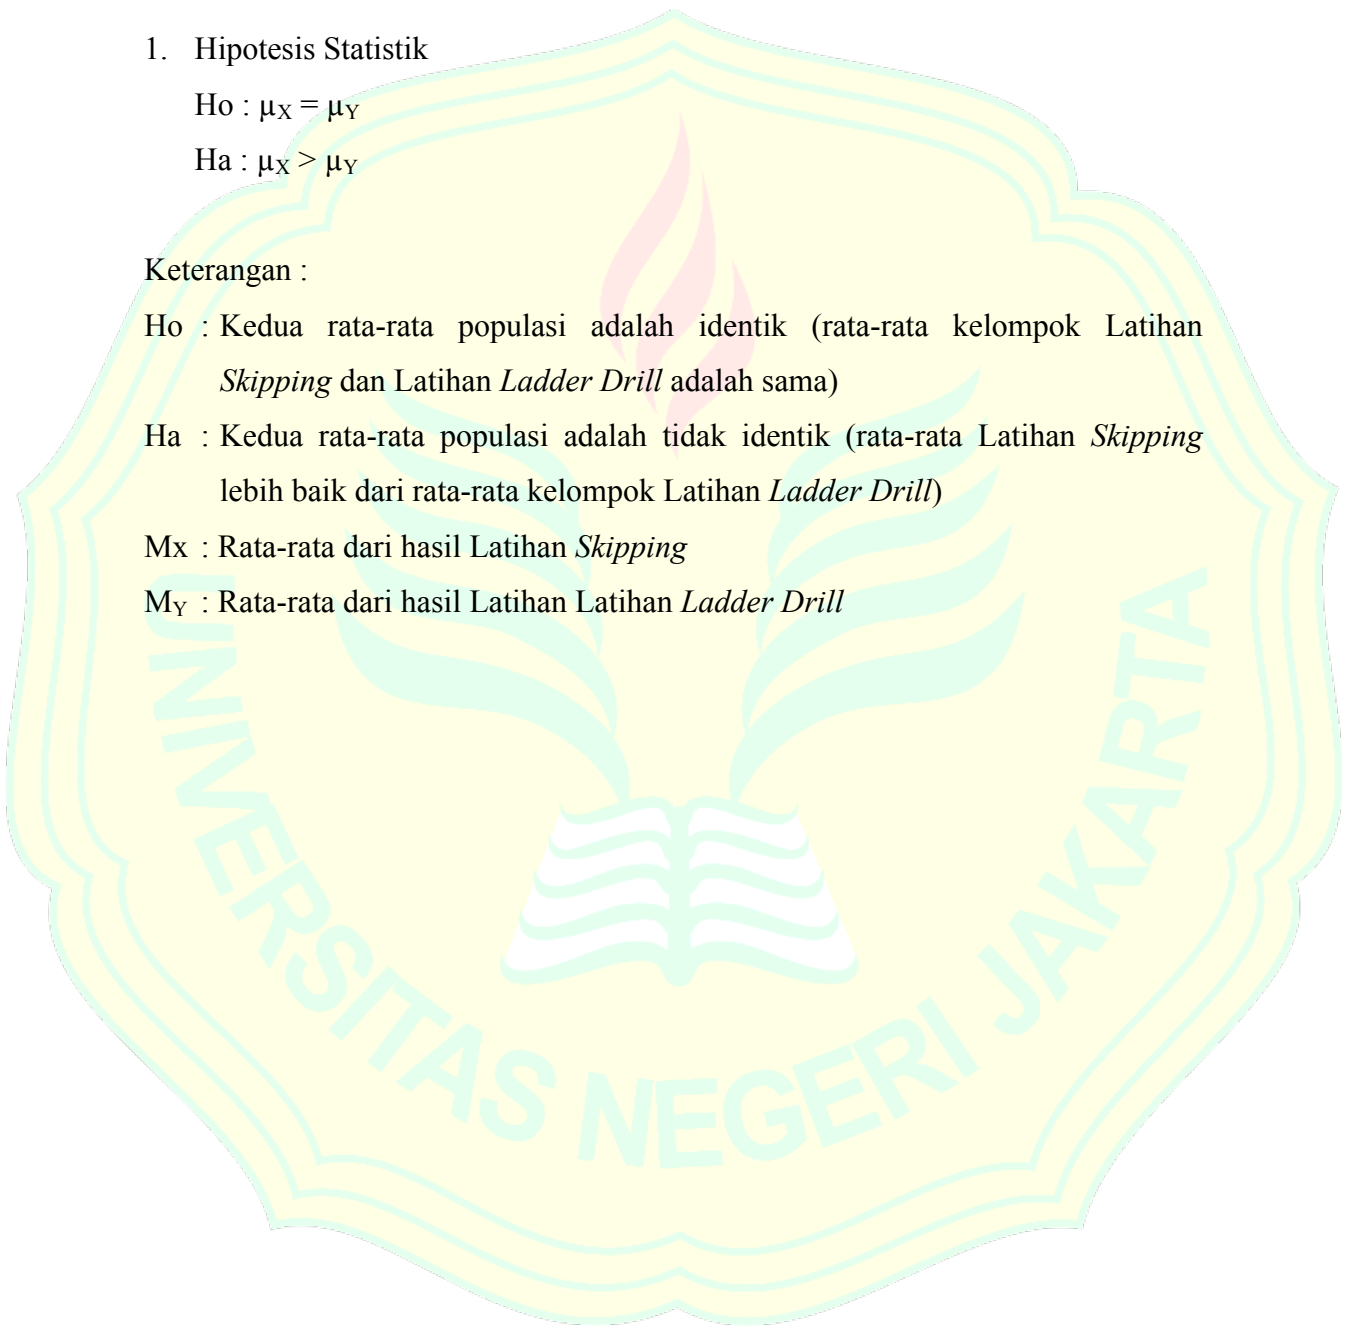 1. Hipotesis Statistik
Ho : µX = µY
Ha : µX > µY
Keterangan :
Ho : Kedua rata-rata populasi adalah identik (rata-rata kelompok Latihan
Skipping dan Latihan Ladder Drill adalah sama)
Ha : Kedua rata-rata populasi adalah tidak identik (rata-rata Latihan Skipping
lebih baik dari rata-rata kelompok Latihan Ladder Drill)
Mx : Rata-rata dari hasil Latihan Skipping
MY : Rata-rata dari hasil Latihan Latihan Ladder Drill
UNIVERSITAS NEGERI JAKARTA